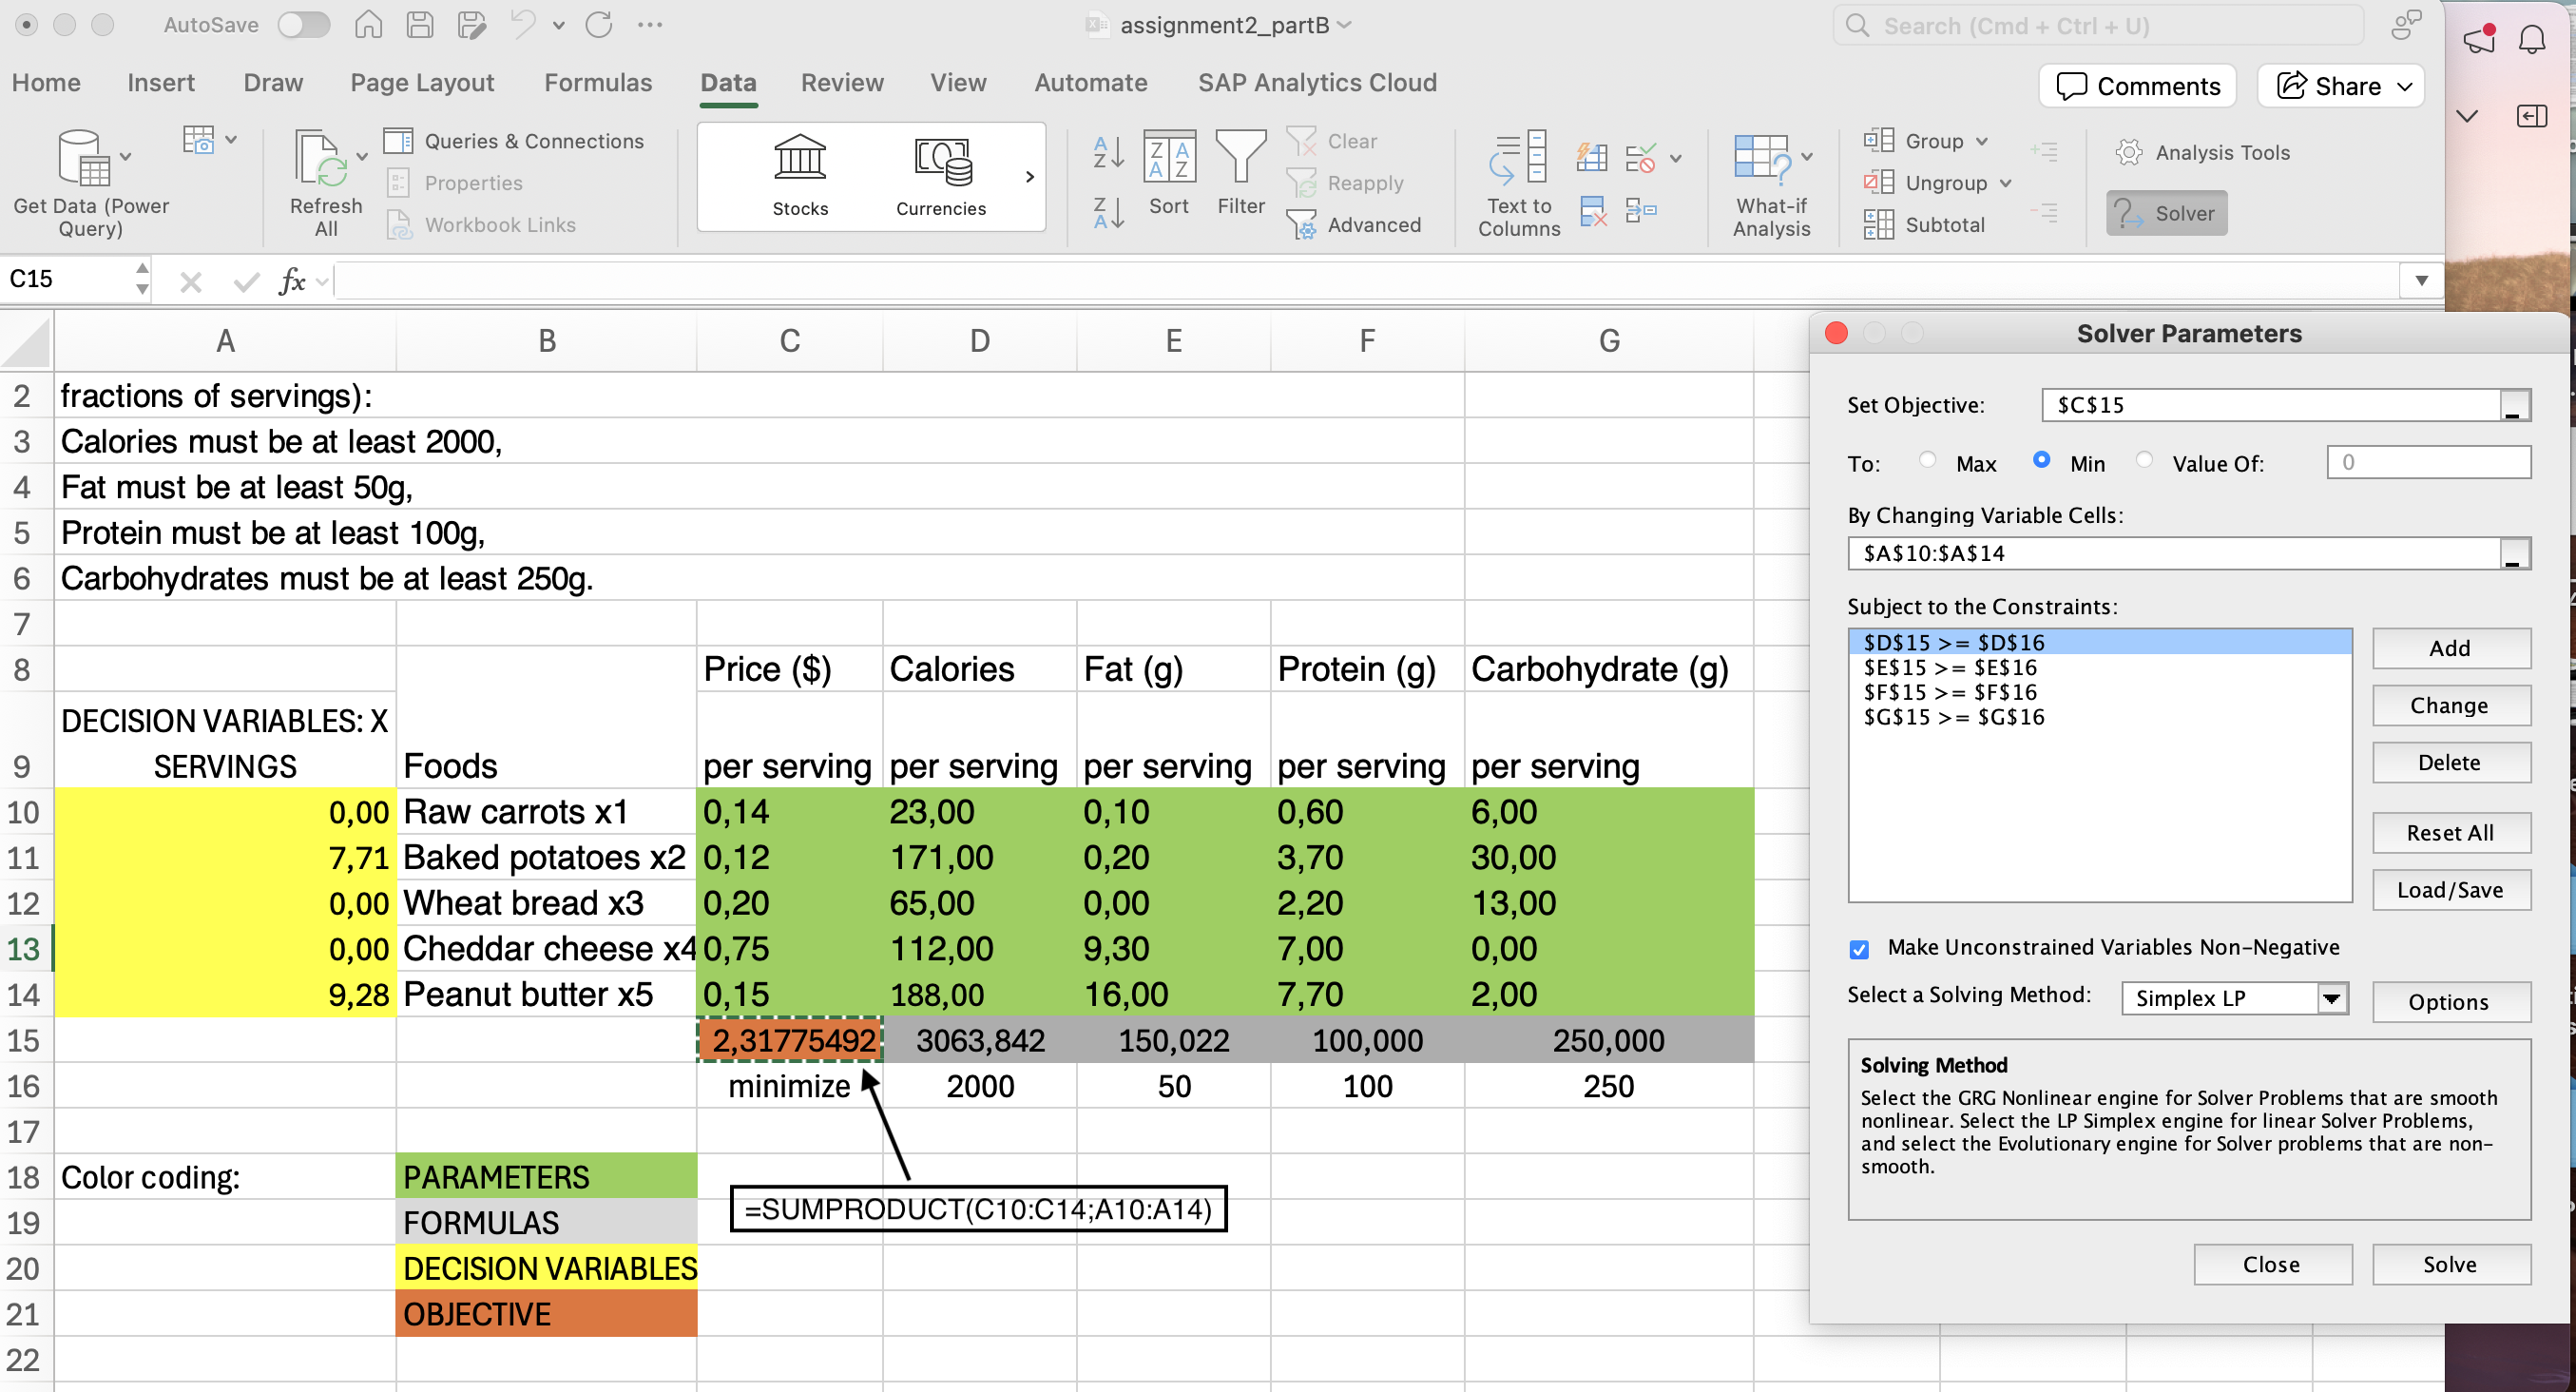 AutoSave
assignment2_partB
Search (Cmd + Ctrl + U)
Home Insert Draw Page Layout Formulas Data Review View Automate SAP Analytics Cloud
Comments Share
Get Data (Power Query)
Refresh All
Queries & Connections
Properties
Workbook Links
Stocks Currencies
Sort Filter
Clear
Reapply
Advanced
Text to Columns
What-if Analysis
Group
Ungroup
Subtotal
Analysis Tools
Solver
C15 fx
A B C D E F G
2 fractions of servings):
3 Calories must be at least 2000,
4 Fat must be at least 50g,
5 Protein must be at least 100g,
6 Carbohydrates must be at least 250g.
7
8 Price ($) Calories Fat (g) Protein (g) Carbohydrate (g)
DECISION VARIABLES: X
9 SERVINGS Foods per serving per serving per serving per serving per serving
10 0,00 Raw carrots x1 0,14 23,00 0,10 0,60 6,00
11 7,71 Baked potatoes x2 0,12 171,00 0,20 3,70 30,00
12 0,00 Wheat bread x3 0,20 65,00 0,00 2,20 13,00
13 0,00 Cheddar cheese x4 0,75 112,00 9,30 7,00 0,00
14 9,28 Peanut butter x5 0,15 188,00 16,00 7,70 2,00
15 2,31775492 3063,842 150,022 100,000 250,000
16 minimize 2000 50 100 250
17
18 Color coding: PARAMETERS
19 FORMULAS
=SUMPRODUCT(C10:C14;A10:A14)
20 DECISION VARIABLES
21 OBJECTIVE
22
Solver Parameters
Set Objective: $C$15
To: Max Min Value Of: 0
By Changing Variable Cells:
$A$10:$A$14
Subject to the Constraints:
$D$15 >= $D$16
$E$15 >= $E$16
$F$15 >= $F$16
$G$15 >= $G$16
Add
Change
Delete
Reset All
Load/Save
Make Unconstrained Variables Non-Negative
Select a Solving Method: Simplex LP Options
Solving Method
Select the GRG Nonlinear engine for Solver Problems that are smooth
nonlinear. Select the LP Simplex engine for linear Solver Problems,
and select the Evolutionary engine for Solver problems that are non-
smooth.
Close Solve